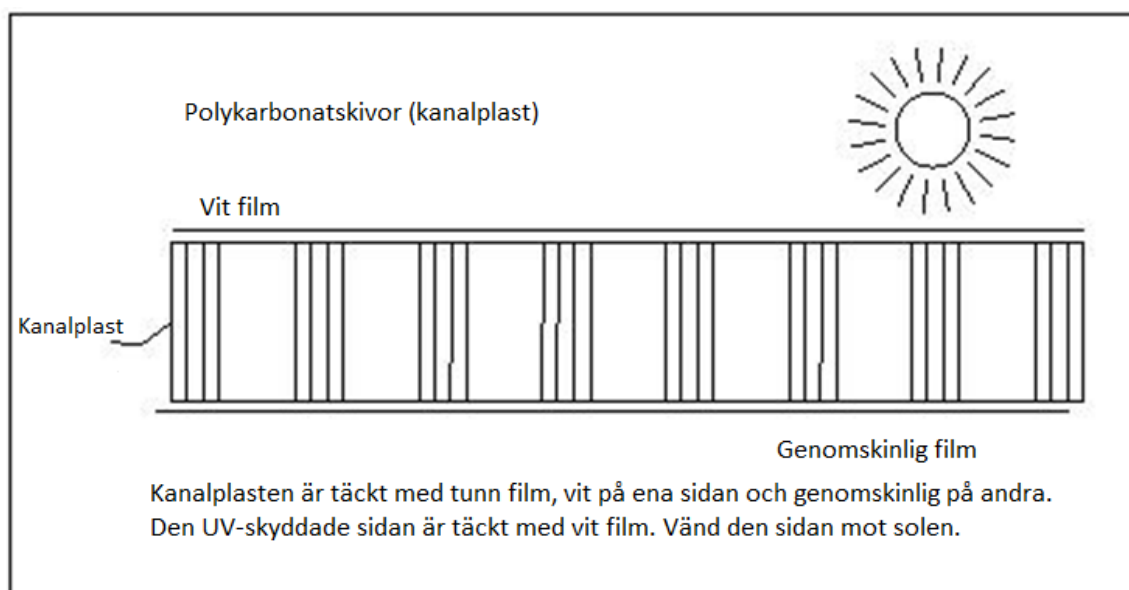 Polykarbonatskivor (kanalplast)
Vit film
Kanalplast
Genomskinlig film
Kanalplasten är täckt med tunn film, vit på ena sidan och genomskinlig på andra.
Den UV-skyddade sidan är täckt med vit film. Vänd den sidan mot solen.